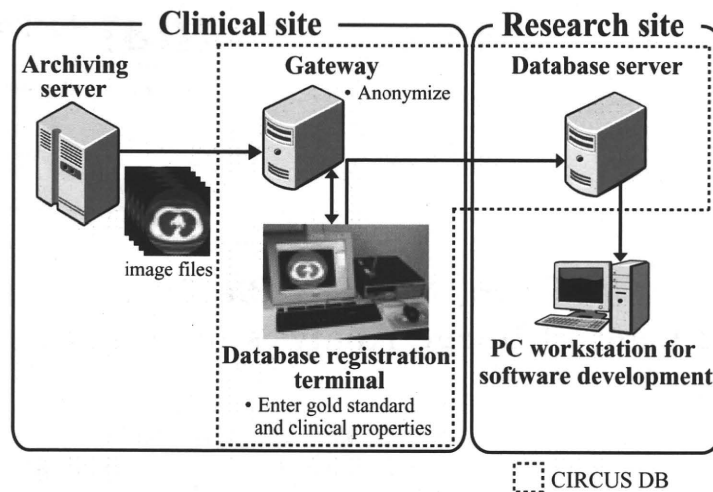 Clinical site
Research site
Archiving
server
Gateway
• Anonymize
Database server
image files
Database registration
terminal
• Enter gold standard
and clinical properties
PC workstation for
software development
CIRCUS DB